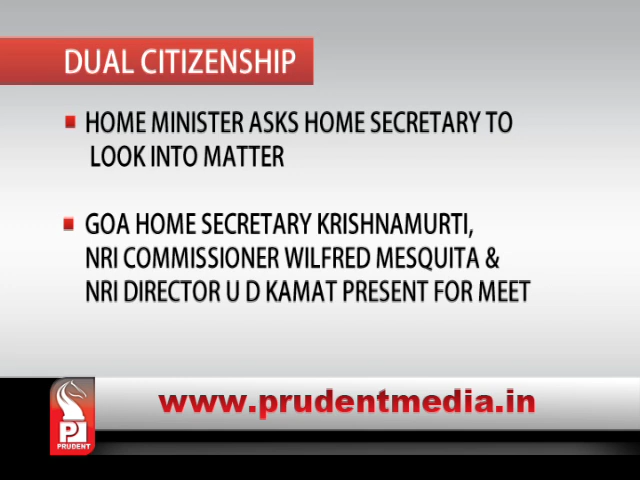 DUAL CITIZENSHIP
HOME MINISTER ASKS HOME SECRETARY TO
LOOK INTO MATTER
GOA HOME SECRETARY KRISHNAMURTI,
NRI COMMISSIONER WILFRED MESQUITA &
NRI DIRECTOR U D KAMAT PRESENT FOR MEET
www.prudentmedia.in
P
PRUDENT